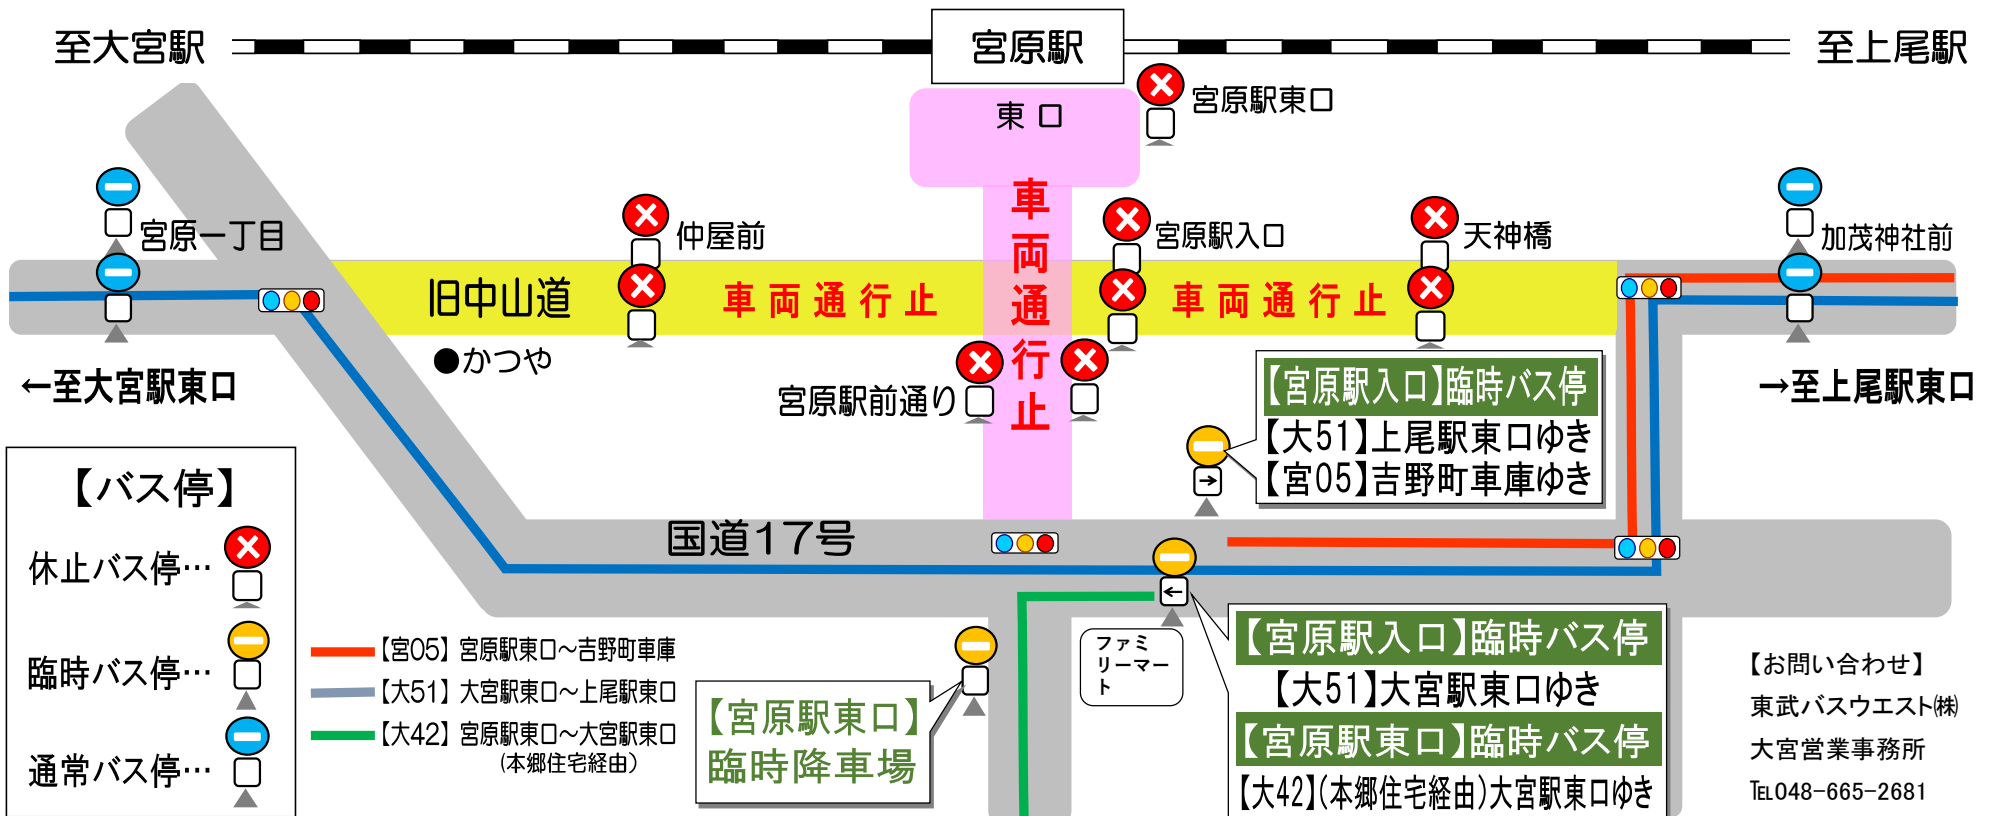 至大宮駅
宮原駅
至上尾駅
東口
宮原駅東口
車両通行止
宮原一丁目
仲屋前
宮原駅入口
天神橋
加茂神社前
旧中山道
車両通行止
車両通行止
●かつや
←至大宮駅東口
宮原駅前通り
→至上尾駅東口
【宮原駅入口】臨時バス停
【大51】上尾駅東口ゆき
【宮05】吉野町車庫ゆき
国道17号
【バス停】
休止バス停…
臨時バス停…
通常バス停…
【宮05】 宮原駅東口～吉野町車庫
【大51】 大宮駅東口～上尾駅東口
【大42】 宮原駅東口～大宮駅東口
(本郷住宅経由)
【宮原駅東口】
臨時降車場
ファミ
リーマー
ト
→
←
【宮原駅入口】臨時バス停
【大51】大宮駅東口ゆき
【宮原駅東口】臨時バス停
【大42】(本郷住宅経由)大宮駅東口ゆき
【お問い合わせ】
東武バスウエスト㈱
大宮営業事務所
℡048-665-2681